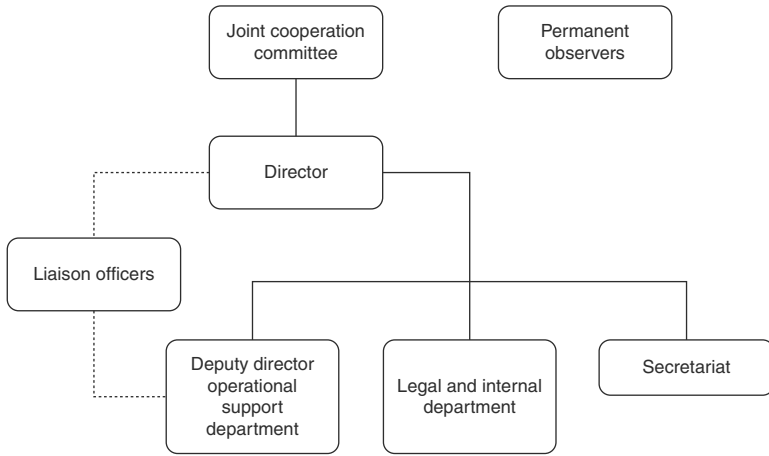 Joint cooperation
committee
Permanent
observers
Director
Liaison officers
Deputy director
operational
support
department
Legal and internal
department
Secretariat